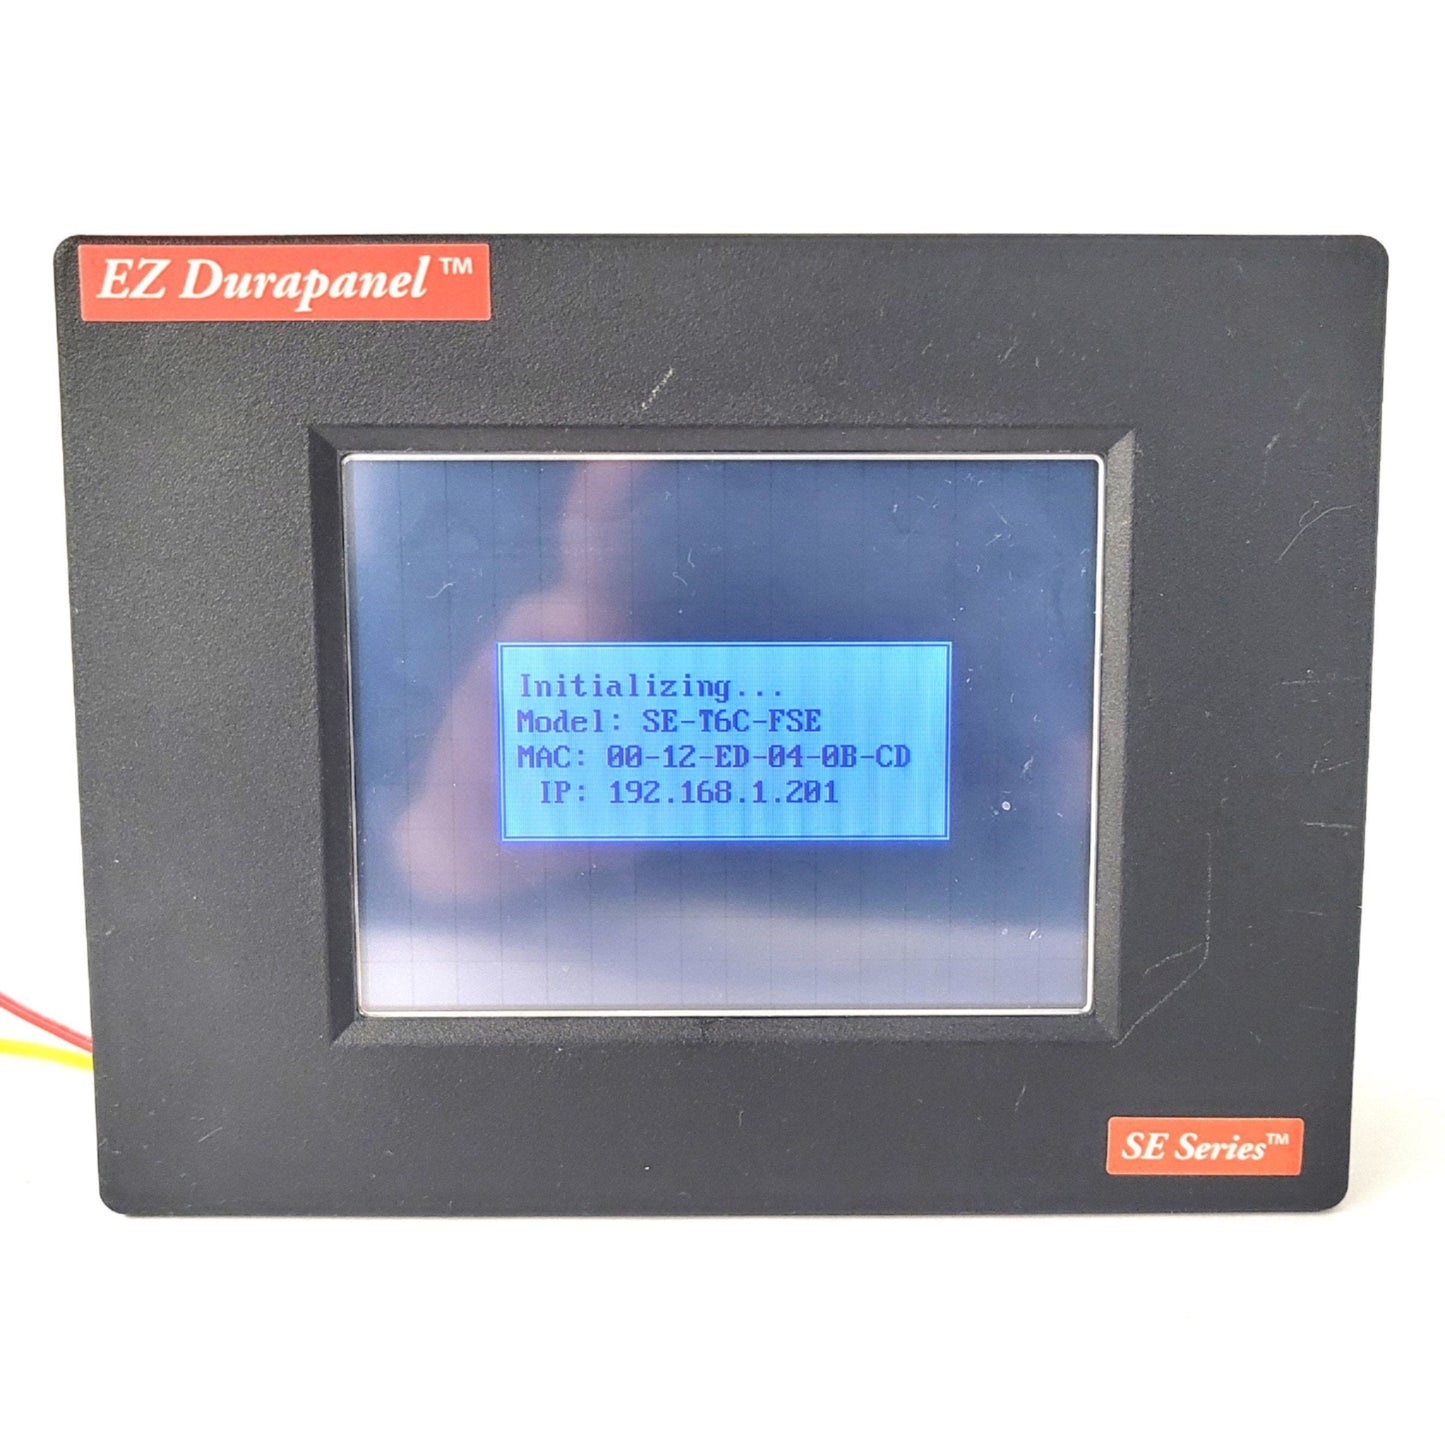 EZ Durapanel™
Initializing...
Model: SE-T6C-FSE
MAC: 00-12-ED-04-0B-CD
IP: 192.168.1.201
SE Series™